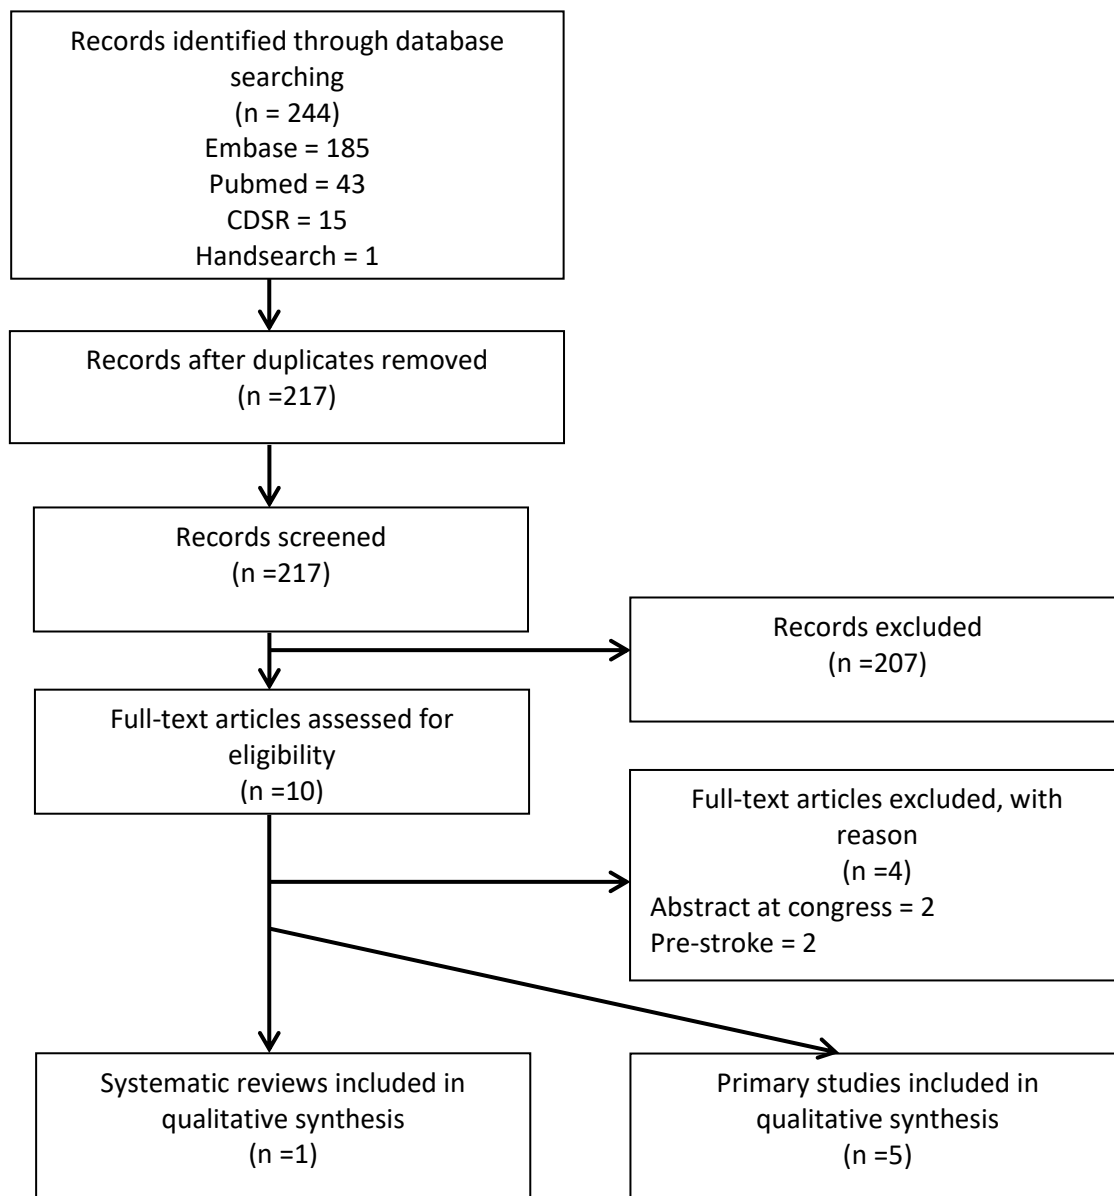 Records identified through database
searching
(n = 244)
Embase = 185
Pubmed = 43
CDSR = 15
Handsearch = 1
Records after duplicates removed
(n =217)
Records screened
(n =217)
Records excluded
(n =207)
Full-text articles assessed for
eligibility
(n =10)
Full-text articles excluded, with
reason
(n =4)
Abstract at congress = 2
Pre-stroke = 2
Systematic reviews included in
qualitative synthesis
(n =1)
Primary studies included in
qualitative synthesis
(n =5)